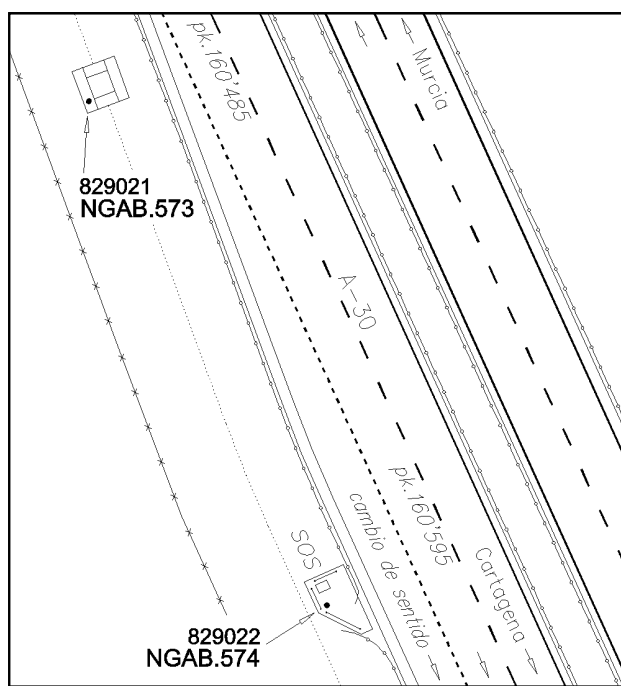 pk.160'485
Murcia
829021
NGAB.573
A-30
pk.160'595
cambio de sentido
SOS
Cartagena
829022
NGAB.574